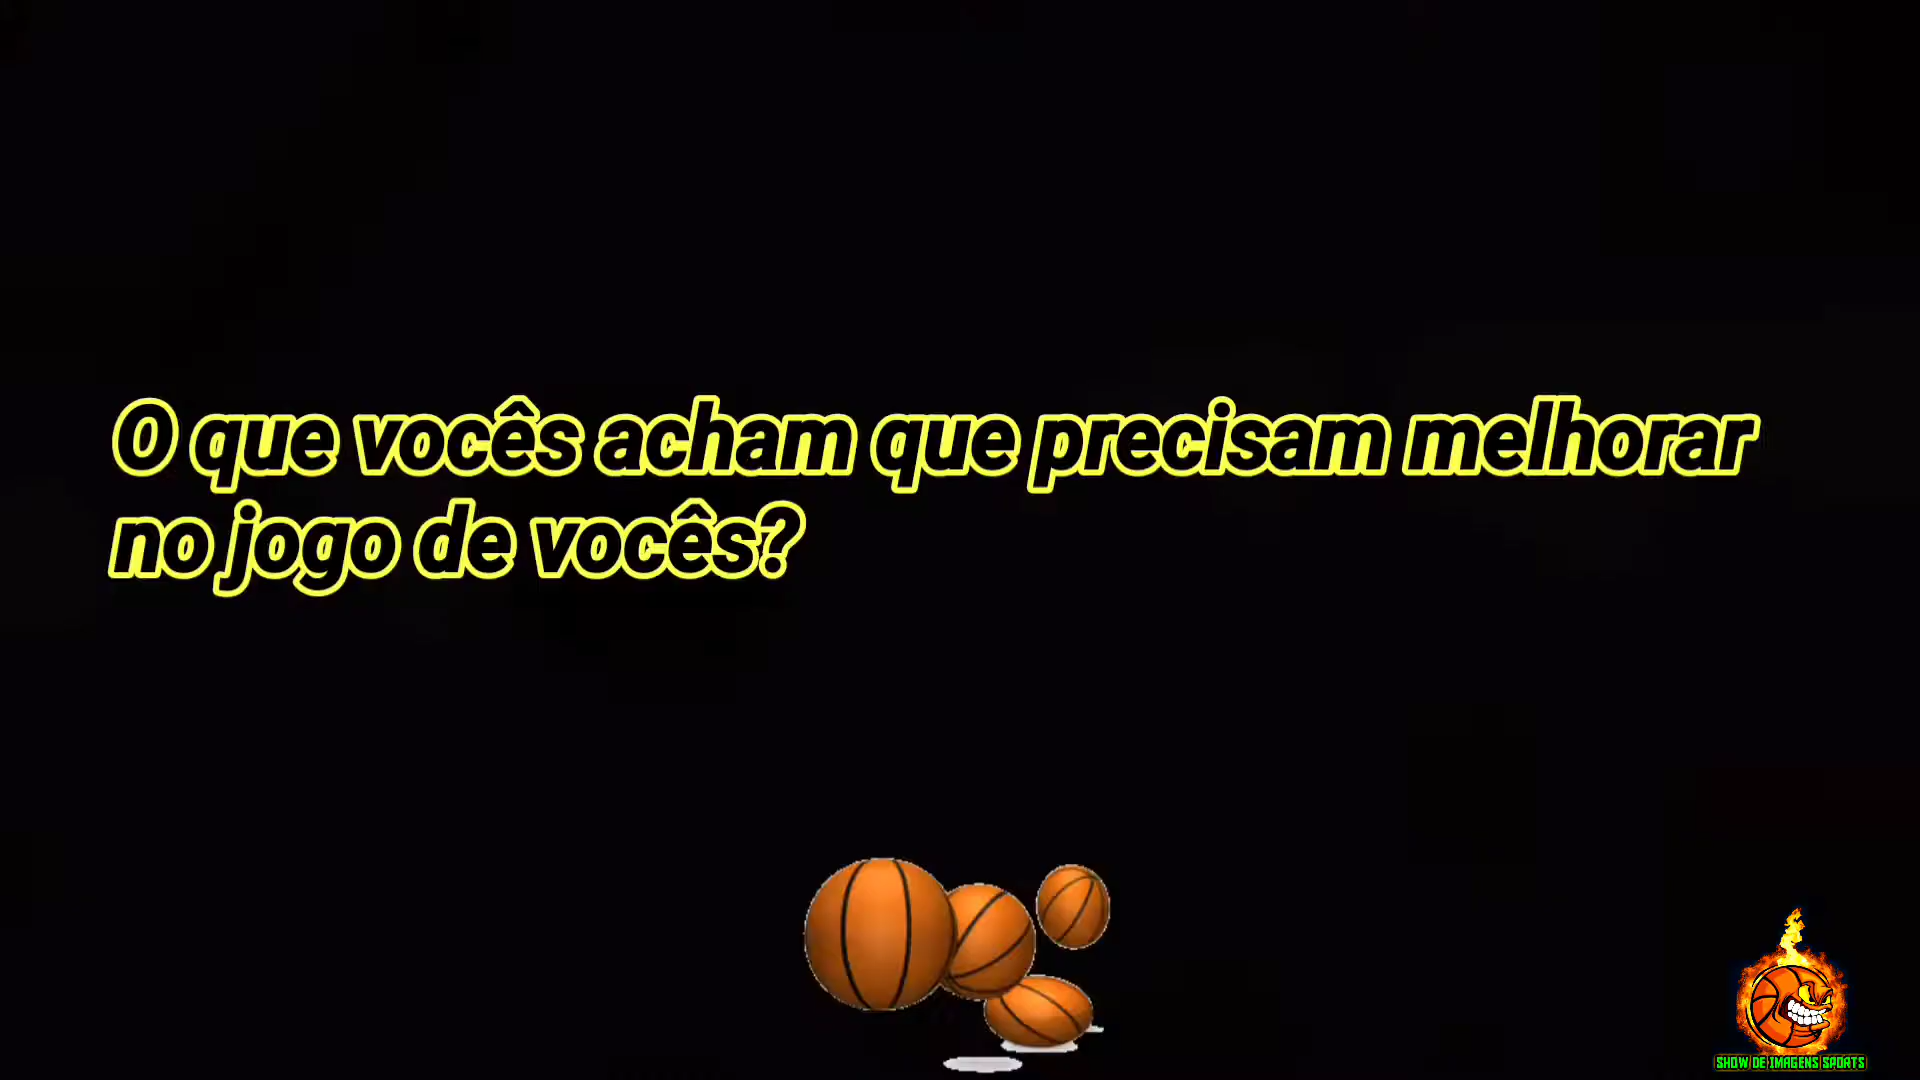 O que vocês acham que precisam melhorar
no jogo de vocês?
SHOW DE IMAGENS SPORTS